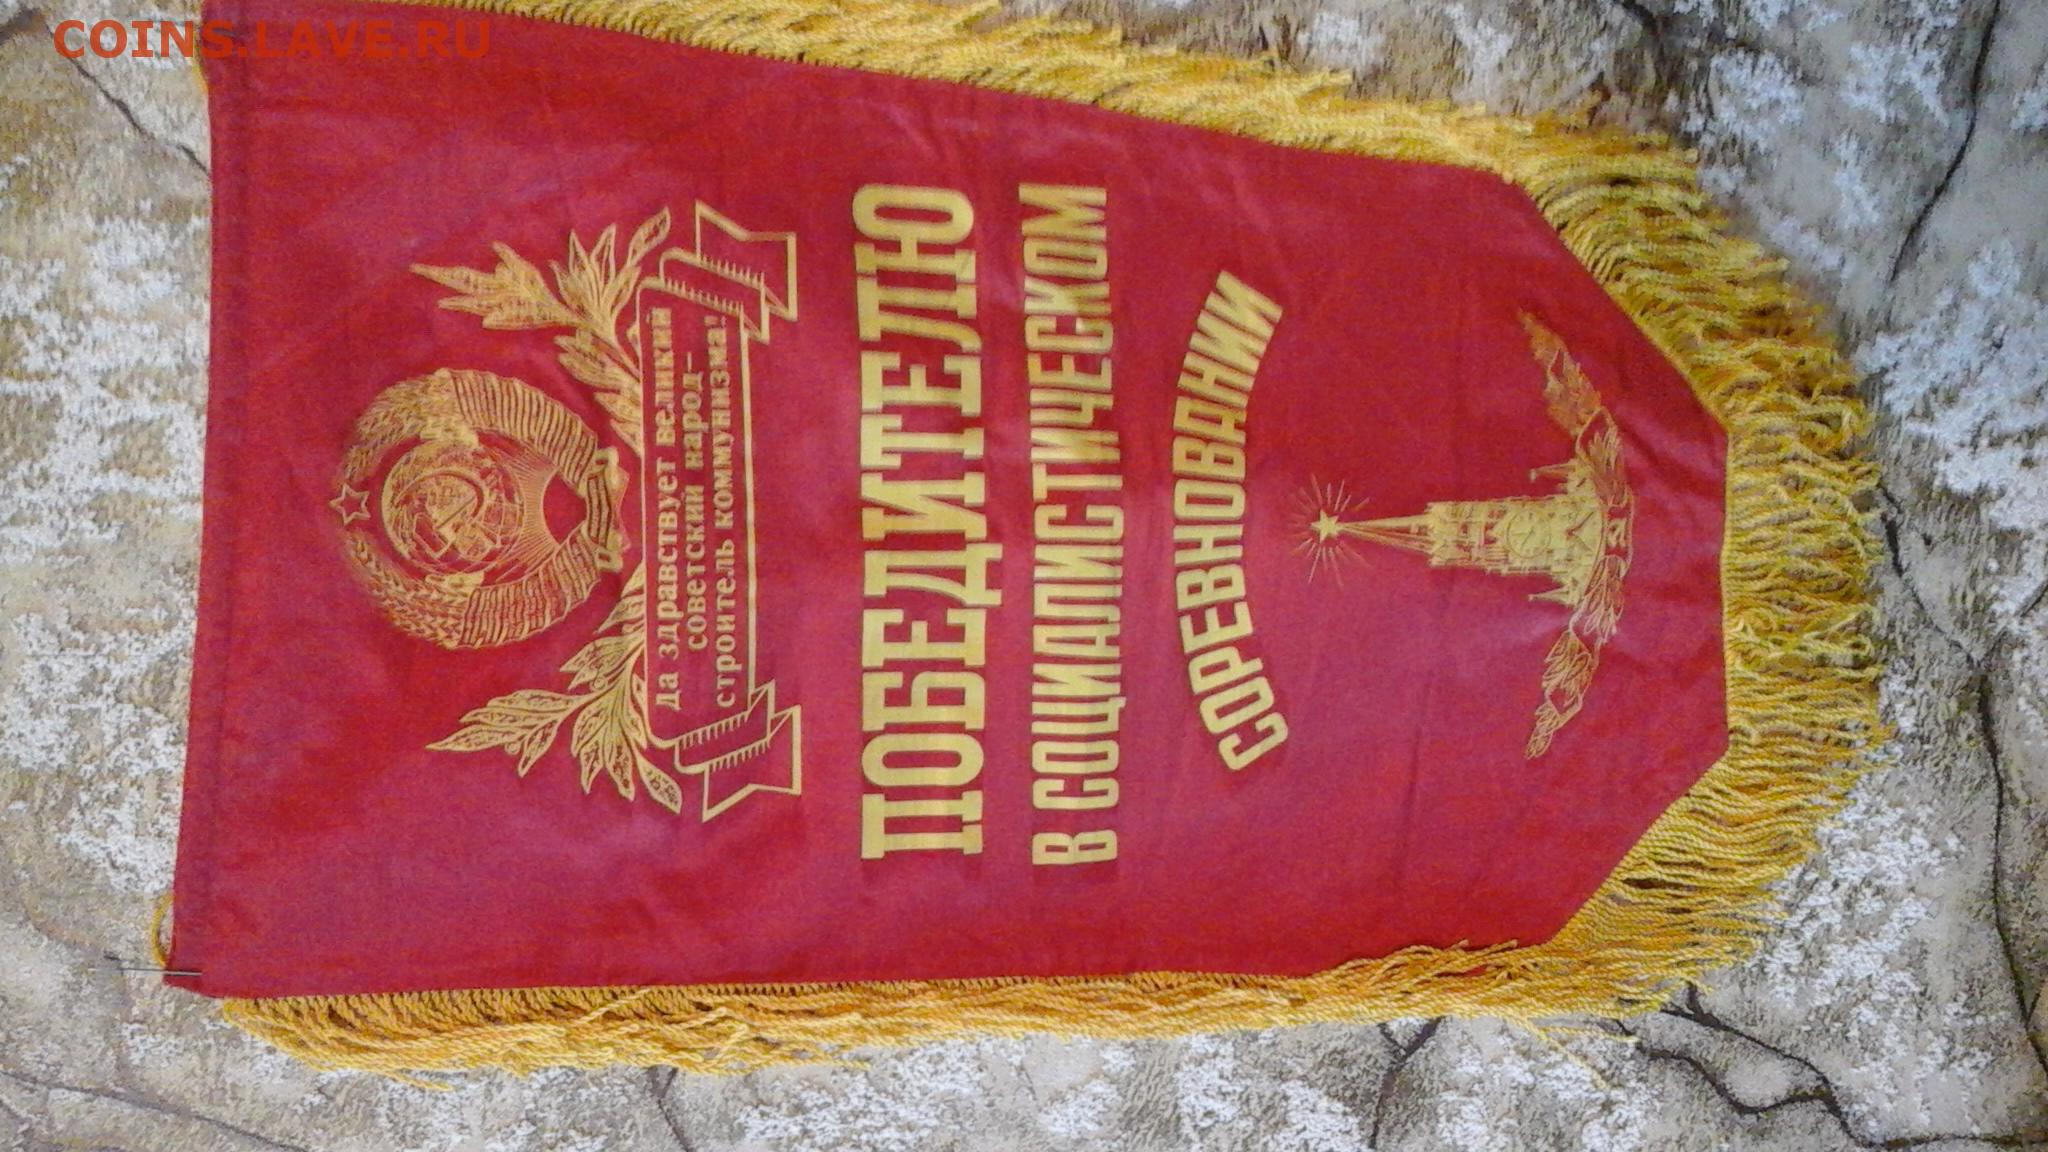 COINS.LAVE.RU
Да здравствует великий
советский народ–
строитель коммунизма!
ПОБЕДИТЕЛЮ
В СОЦИАЛИСТИЧЕСКОМ
СОРЕВНОВАНИИ